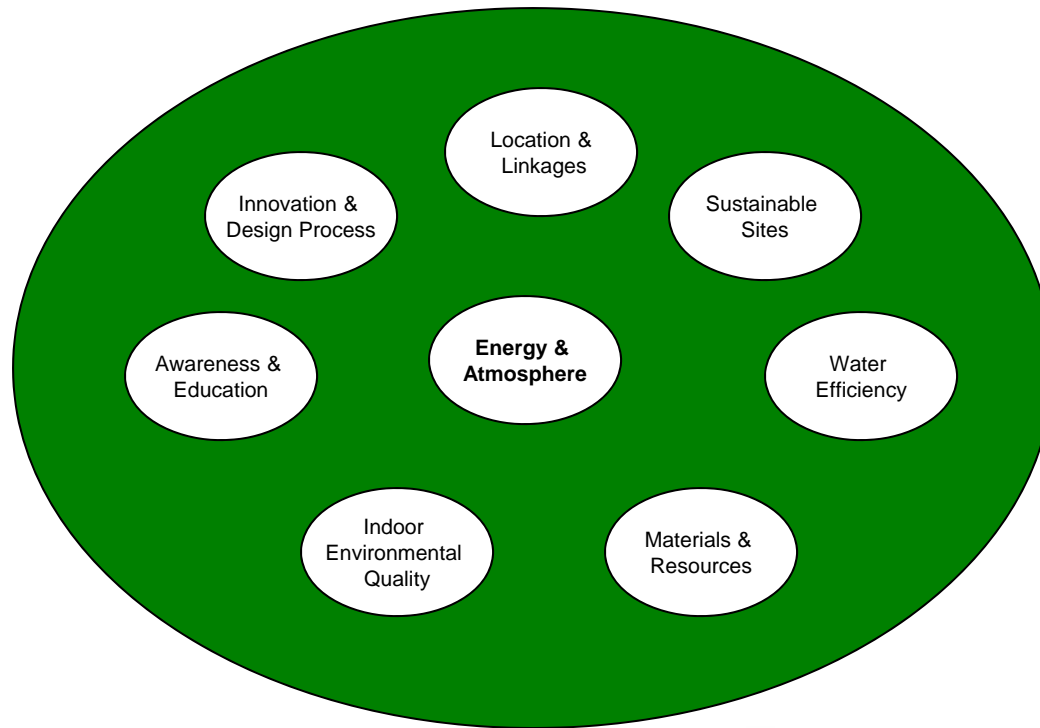 Location &
Linkages
Innovation &
Design Process
Sustainable
Sites
Energy &
Atmosphere
Awareness &
Education
Water
Efficiency
Indoor
Environmental
Quality
Materials &
Resources